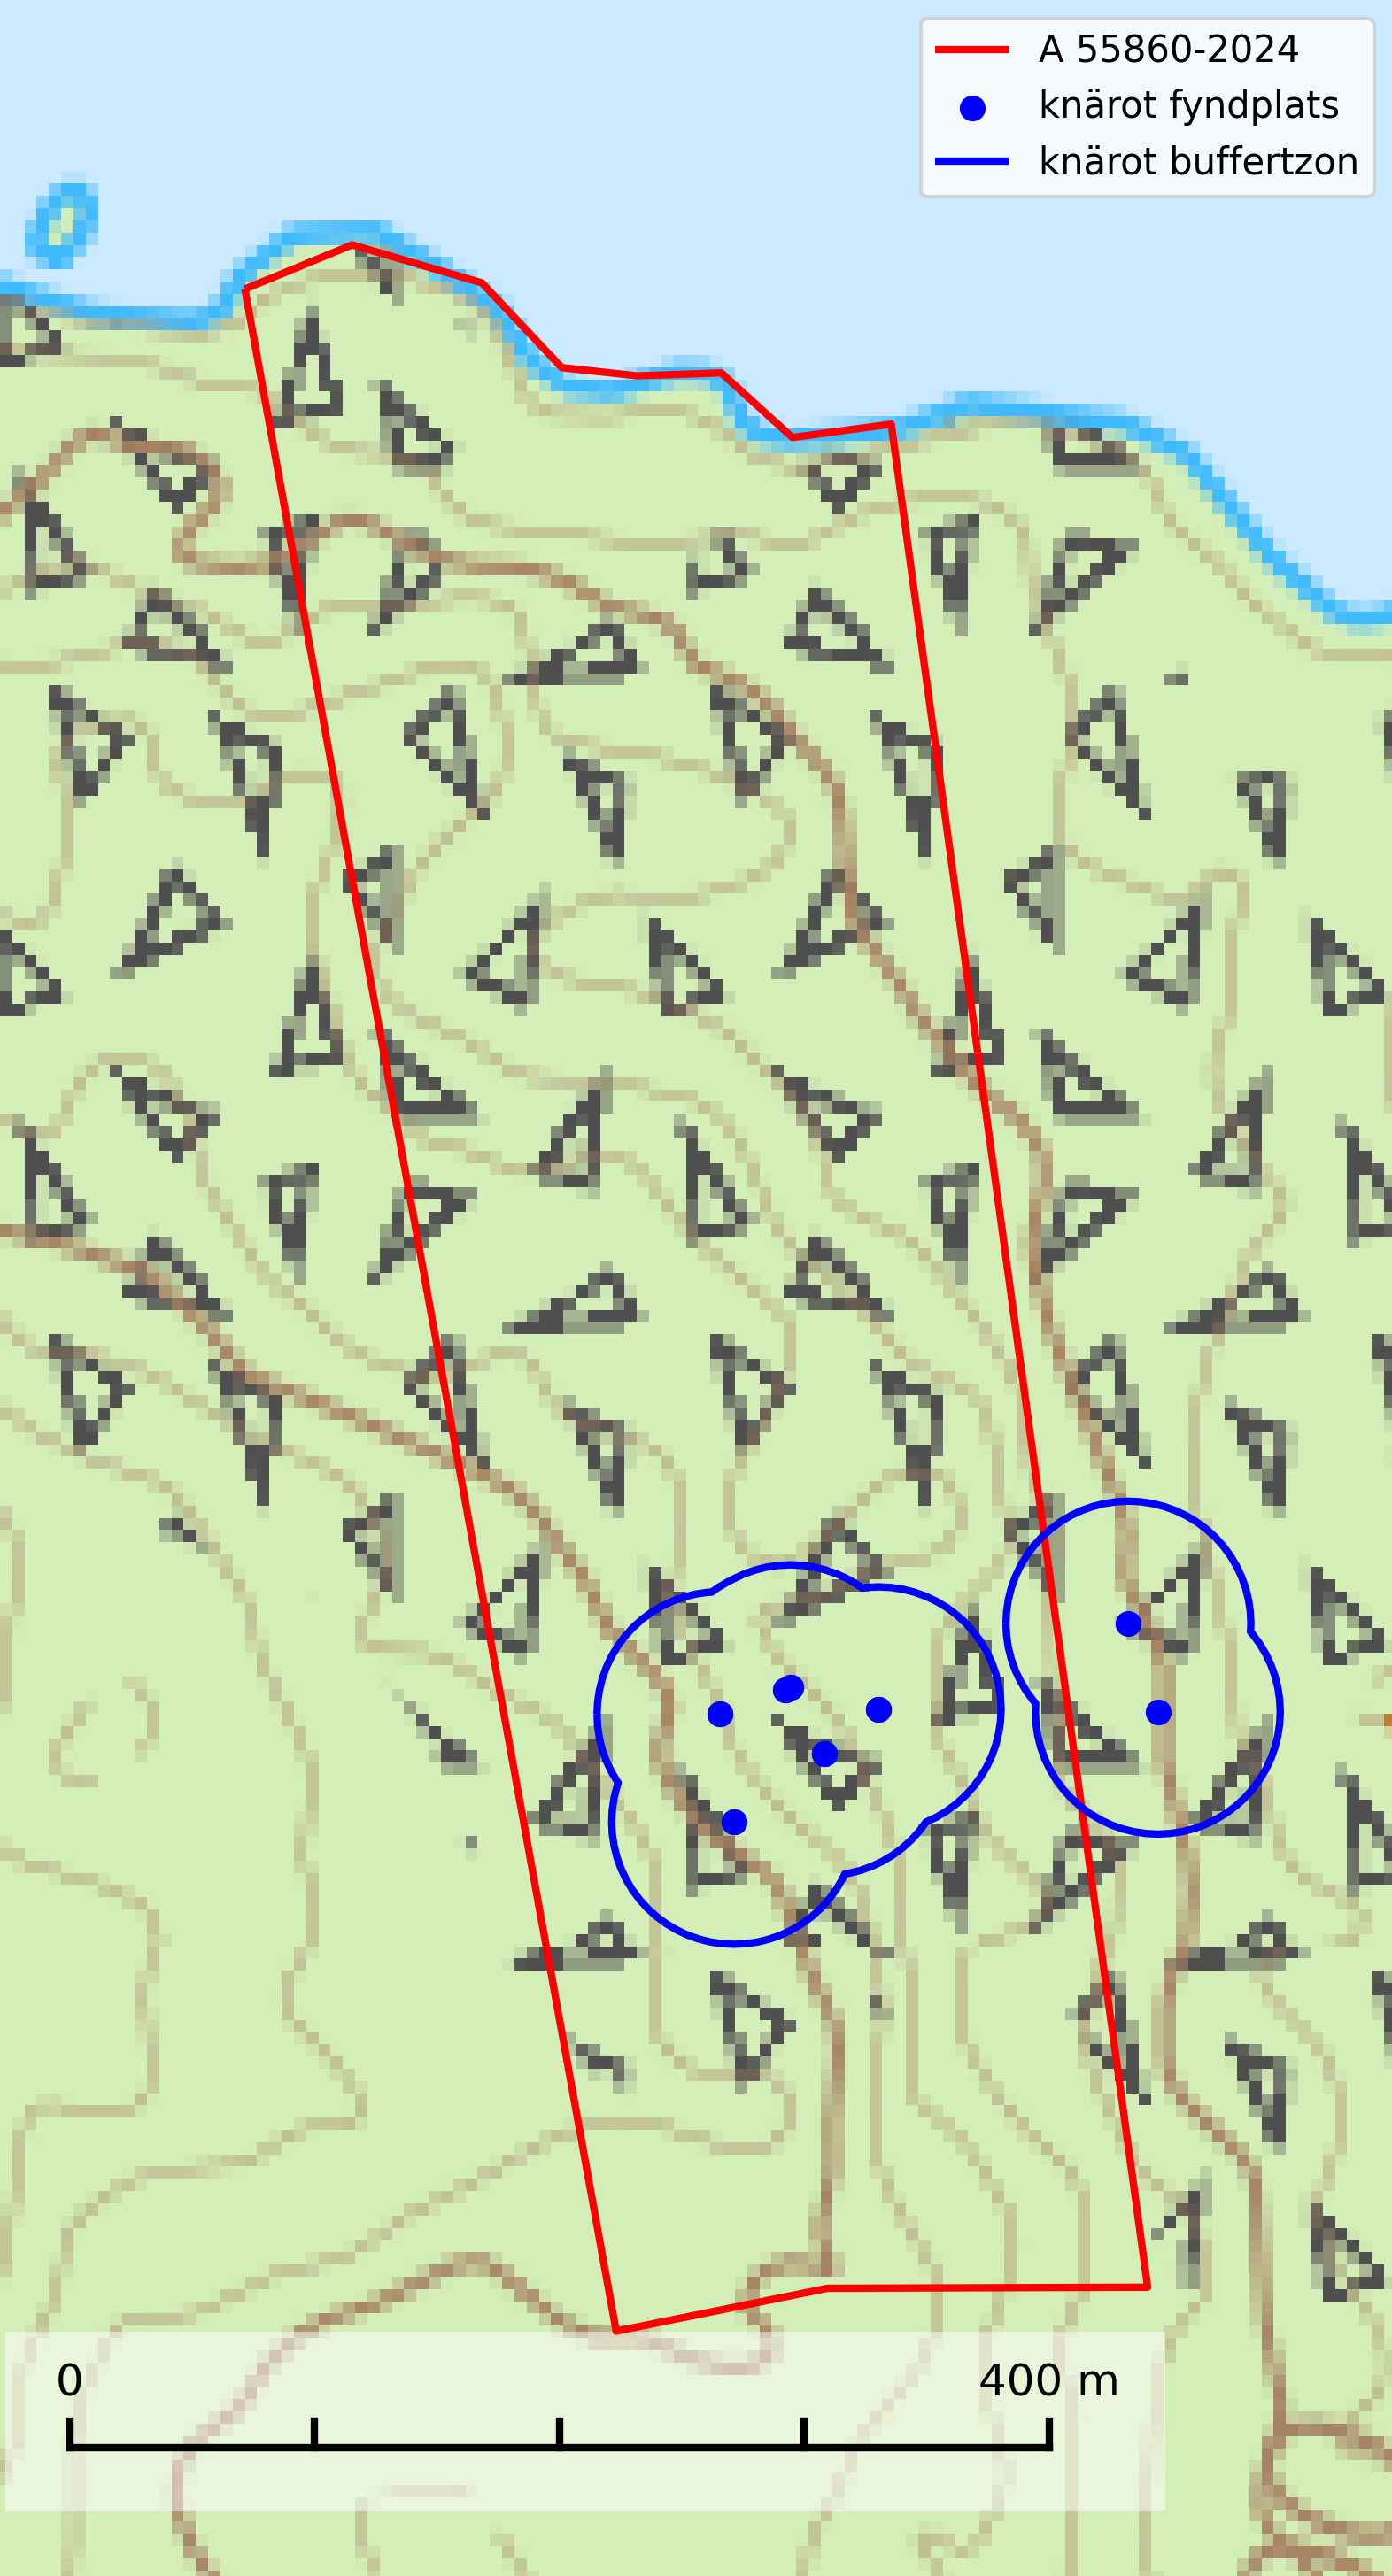 A 55860-2024
knärot fyndplats
knärot buffertzon
0 400 m